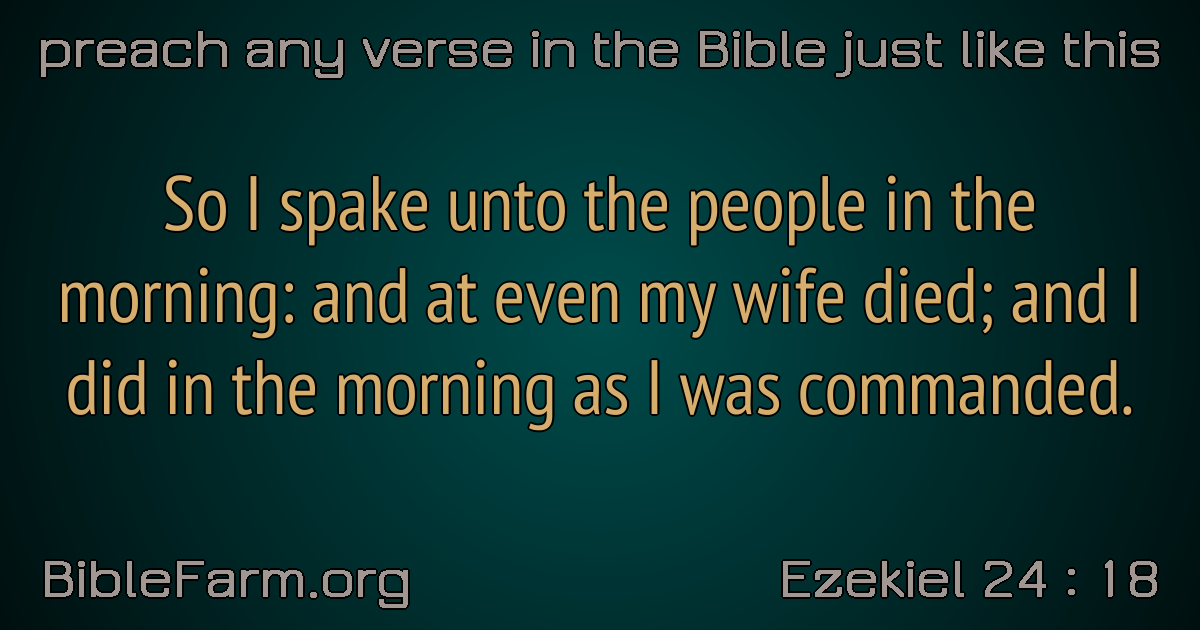 preach any verse in the Bible just like this
So I spake unto the people in the
morning: and at even my wife died; and I
did in the morning as I was commanded.
BibleFarm.org
Ezekiel 24 : 18